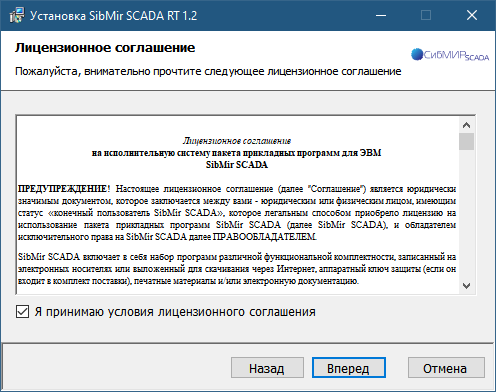 Установка SibMir SCADA RT 1.2
Лицензионное соглашение
Пожалуйста, внимательно прочтите следующее лицензионное соглашение
СибМИР SCADA
Лицензионное соглашение
на исполнительную систему пакета прикладных программ для ЭВМ
SibMir SCADA
ПРЕДУПРЕЖДЕНИЕ! Настоящее лицензионное соглашение (далее "Соглашение") является юридически
значимым документом, которое заключается между вами - юридическим или физическим лицом, имеющим
статус «конечный пользователь SibMir SCADA», которое легальным способом приобрело лицензию на
использование пакета прикладных программ SibMir SCADA (далее SibMir SCADA), и обладателем
исключительного права на SibMir SCADA далее ПРАВООБЛАДАТЕЛЕМ.
SibMir SCADA включает в себя набор программ различной функциональной комплектности, записанный на
электронных носителях или выложенный для скачивания через Интернет, аппаратный ключ защиты (если он
входит в комплект поставки), печатные материалы и/или электронную документацию.
Я принимаю условия лицензионного соглашения
Назад
Вперед
Отмена